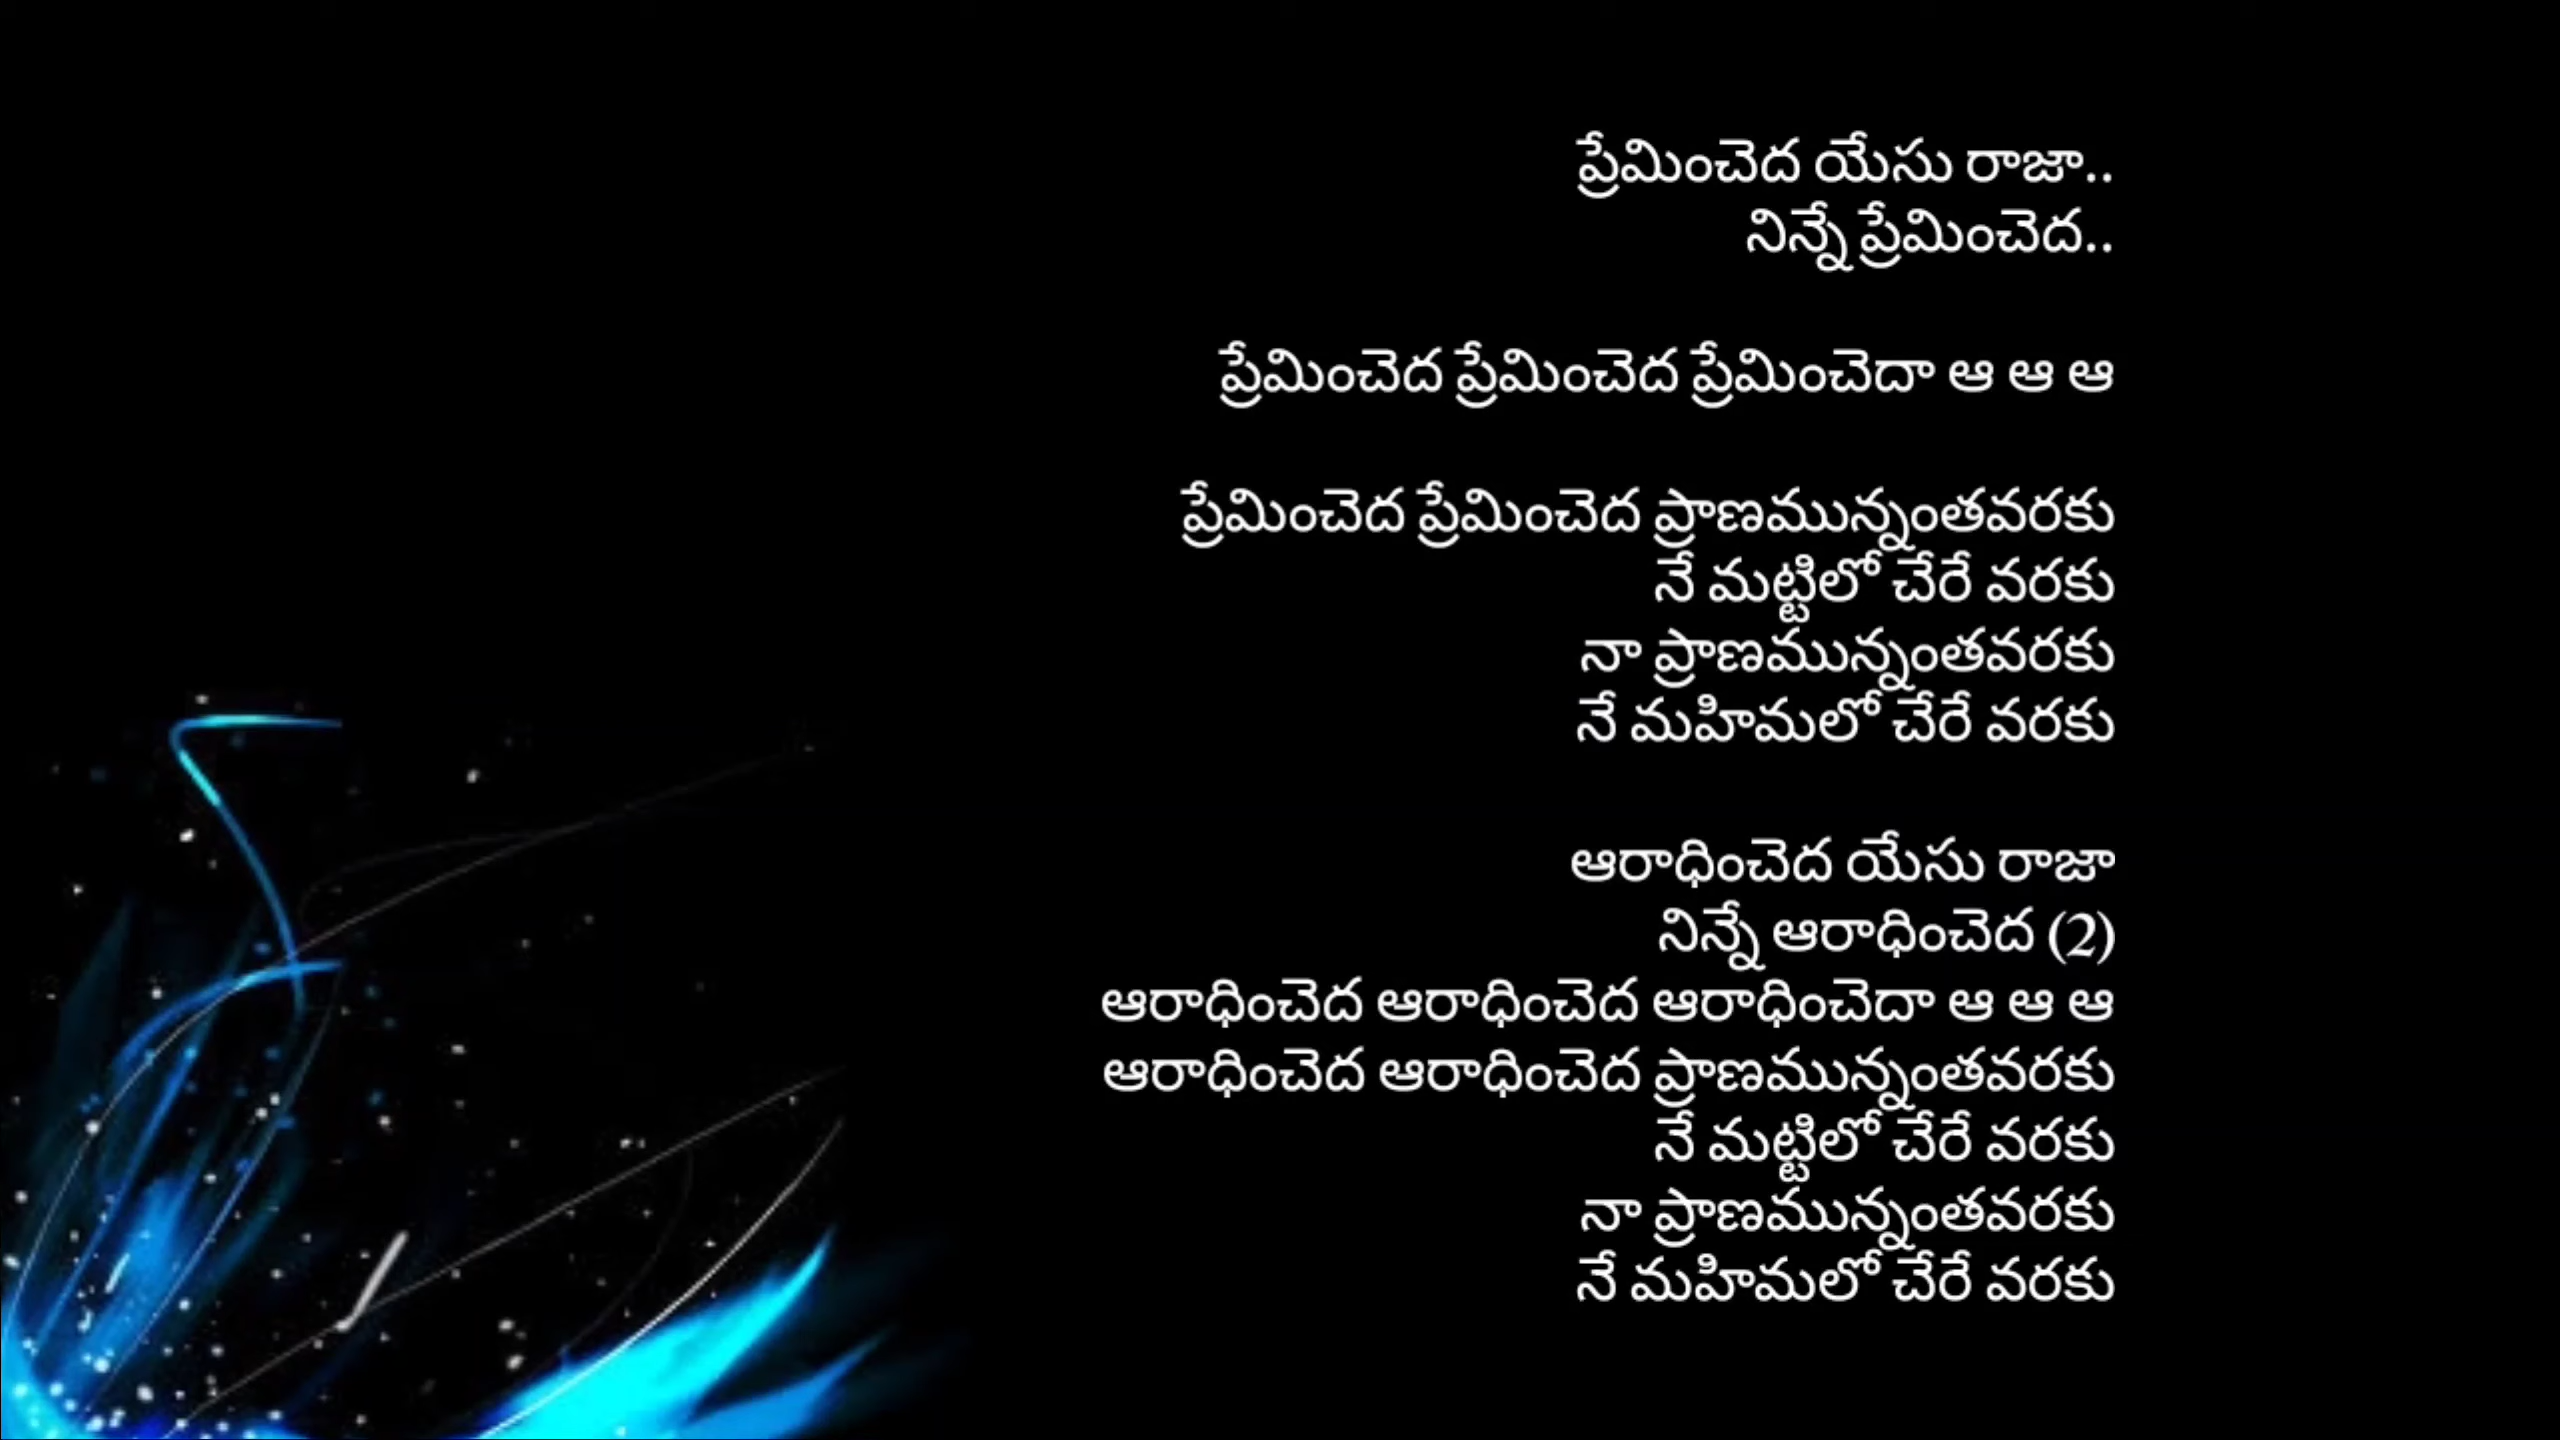 ప్రేమించెద యేసు రాజా..
నిన్నే ప్రేమించెద..
ప్రేమించెద ప్రేమించెద ప్రేమించెదా ఆ ఆ ఆ
ప్రేమించెద ప్రేమించెద ప్రాణమున్నంతవరకు
నే మట్టిలో చేరే వరకు
నా ప్రాణమున్నంతవరకు
నే మహిమలో చేరే వరకు
ఆరాధించెద యేసు రాజా
నిన్నే ఆరాధించెద (2)
ఆరాధించెద ఆరాధించెద ఆరాధించెదా ఆ ఆ ఆ
ఆరాధించెద ఆరాధించెద ప్రాణమున్నంతవరకు
నే మట్టిలో చేరే వరకు
నా ప్రాణమున్నంతవరకు
నే మహిమలో చేరే వరకు